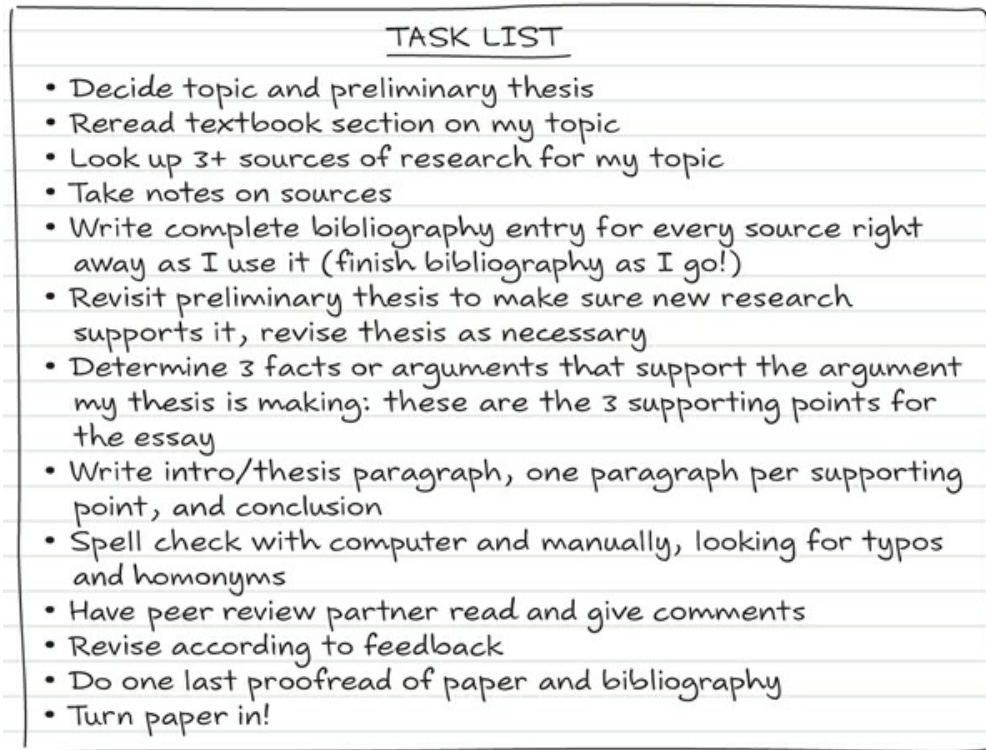 TASK LIST
• Decide topic and preliminary thesis
• Reread textbook section on my topic
• Look up 3+ sources of research for my topic
• Take notes on sources
• Write complete bibliography entry for every source right
away as I use it (finish bibliography as I go!)
• Revisit preliminary thesis to make sure new research
supports it, revise thesis as necessary
• Determine 3 facts or arguments that support the argument
my thesis is making: these are the 3 supporting points for
the essay
• Write intro/thesis paragraph, one paragraph per supporting
point, and conclusion
• Spell check with computer and manually, looking for typos
and homonyms
• Have peer review partner read and give comments
• Revise according to feedback
• Do one last proofread of paper and bibliography
• Turn paper in!